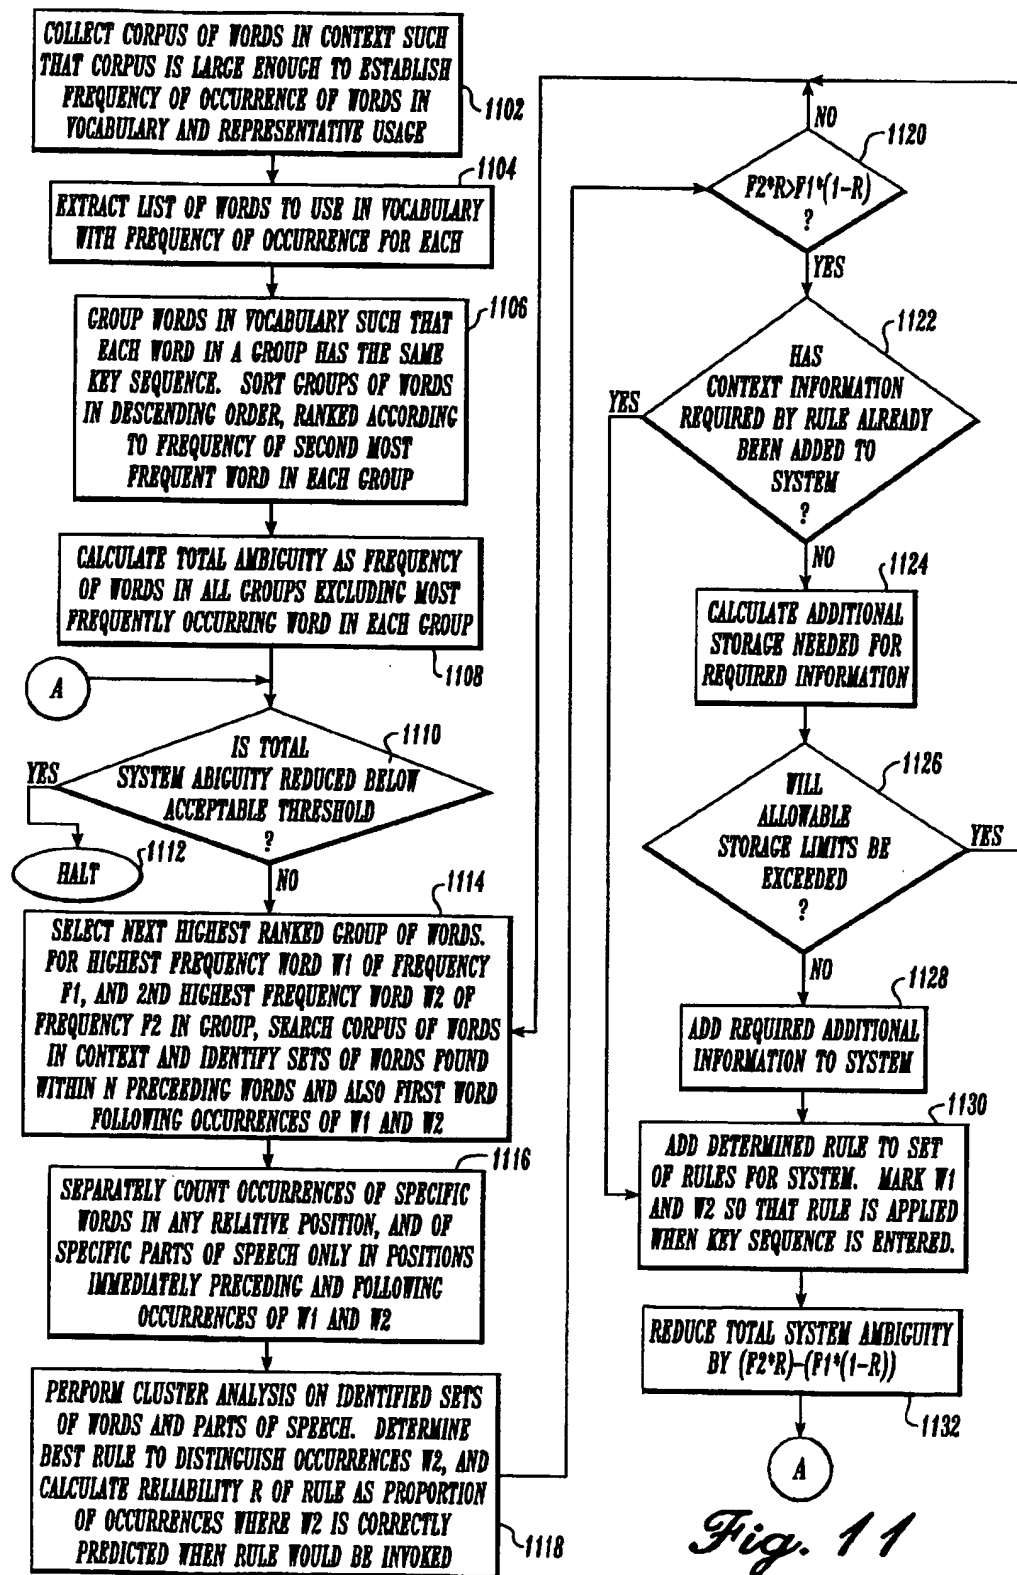 COLLECT CORPUS OF WORDS IN CONTEXT SUCH
THAT CORPUS IS LARGE ENOUGH TO ESTABLISH
FREQUENCY OF OCCURRENCE OF WORDS IN
VOCABULARY AND REPRESENTATIVE USAGE
1102
1104
EXTRACT LIST OF WORDS TO USE IN VOCABULARY
WITH FREQUENCY OF OCCURRENCE FOR EACH
1106
GROUP WORDS IN VOCABULARY SUCH THAT
EACH WORD IN A GROUP HAS THE SAME
KEY SEQUENCE. SORT GROUPS OF WORDS
IN DESCENDING ORDER, RANKED ACCORDING
TO FREQUENCY OF SECOND MOST
FREQUENT WORD IN EACH GROUP
CALCULATE TOTAL AMBIGUITY AS FREQUENCY
OF WORDS IN ALL GROUPS EXCLUDING MOST
FREQUENTLY OCCURRING WORD IN EACH GROUP
1108
A
1110
IS TOTAL
SYSTEM ABIGUITY REDUCED BELOW
ACCEPTABLE THRESHOLD
?
YES
1112
HALT
NO
1114
SELECT NEXT HIGHEST RANKED GROUP OF WORDS.
FOR HIGHEST FREQUENCY WORD W1 OF FREQUENCY
F1, AND 2ND HIGHEST FREQUENCY WORD W2 OF
FREQUENCY F2 IN GROUP, SEARCH CORPUS OF WORDS
IN CONTEXT AND IDENTIFY SETS OF WORDS FOUND
WITHIN N PRECEEDING WORDS AND ALSO FIRST WORD
FOLLOWING OCCURRENCES OF W1 AND W2
1116
SEPARATELY COUNT OCCURRENCES OF SPECIFIC
WORDS IN ANY RELATIVE POSITION, AND OF
SPECIFIC PARTS OF SPEECH ONLY IN POSITIONS
IMMEDIATELY PRECEDING AND FOLLOWING
OCCURRENCES OF W1 AND W2
PERFORM CLUSTER ANALYSIS ON IDENTIFIED SETS
OF WORDS AND PARTS OF SPEECH. DETERMINE
BEST RULE TO DISTINGUISH OCCURRENCES W2, AND
CALCULATE RELIABILITY R OF RULE AS PROPORTION
OF OCCURRENCES WHERE W2 IS CORRECTLY
PREDICTED WHEN RULE WOULD BE INVOKED
1118
NO
1120
F2*R>F1*(1-R)
?
YES
1122
HAS
CONTEXT INFORMATION
REQUIRED BY RULE ALREADY
BEEN ADDED TO
SYSTEM
?
YES
NO
1124
CALCULATE ADDITIONAL
STORAGE NEEDED FOR
REQUIRED INFORMATION
1126
WILL
ALLOWABLE
STORAGE LIMITS BE
EXCEEDED
?
YES
NO
1128
ADD REQUIRED ADDITIONAL
INFORMATION TO SYSTEM
1130
ADD DETERMINED RULE TO SET
OF RULES FOR SYSTEM. MARK W1
AND W2 SO THAT RULE IS APPLIED
WHEN KEY SEQUENCE IS ENTERED.
REDUCE TOTAL SYSTEM AMBIGUITY
BY (F2*R)-(F1*(1-R))
1132
A
Fig. 11